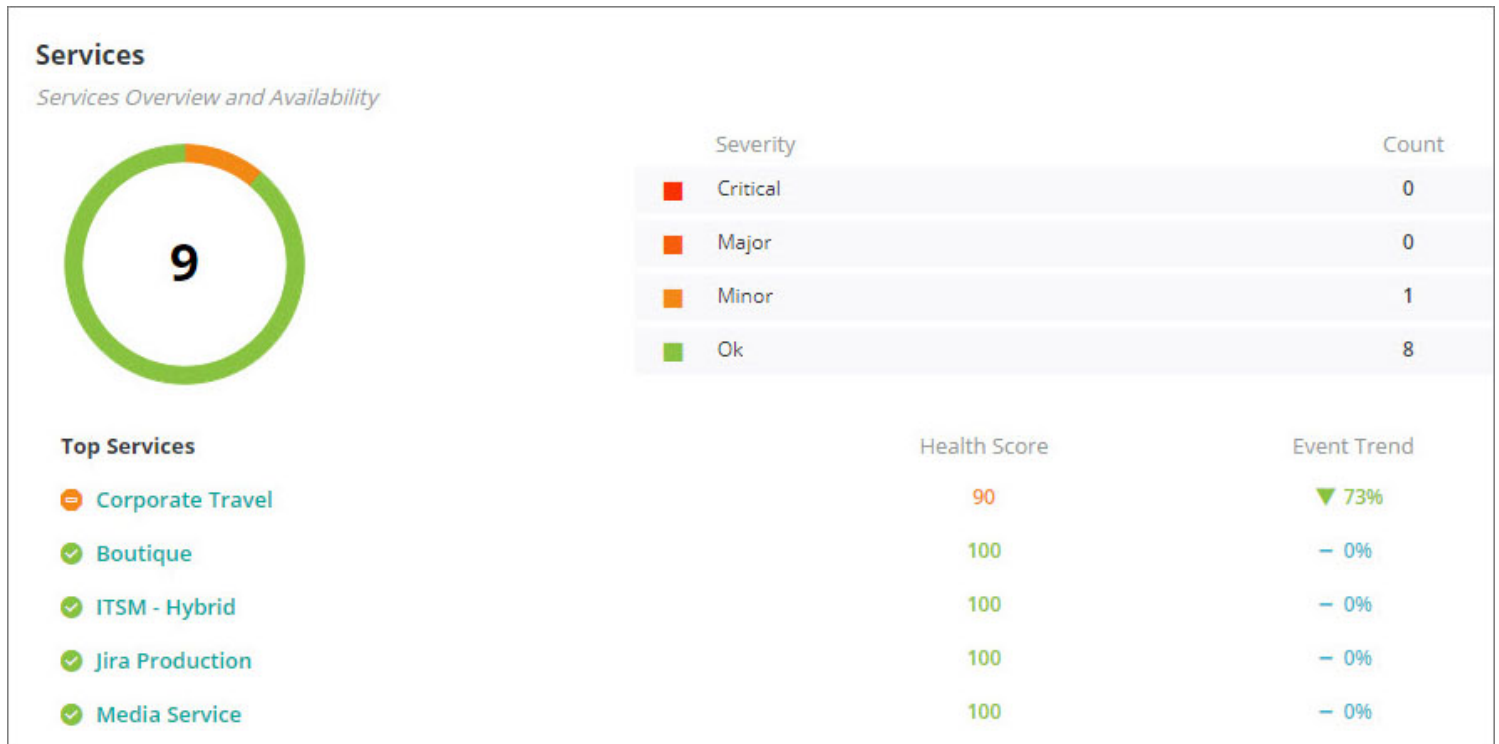 Services
Services Overview and Availability
9
Severity Count
Critical 0
Major 0
Minor 1
Ok 8
Top Services Health Score Event Trend
Corporate Travel 90 ▼ 73%
Boutique 100 – 0%
ITSM - Hybrid 100 – 0%
Jira Production 100 – 0%
Media Service 100 – 0%